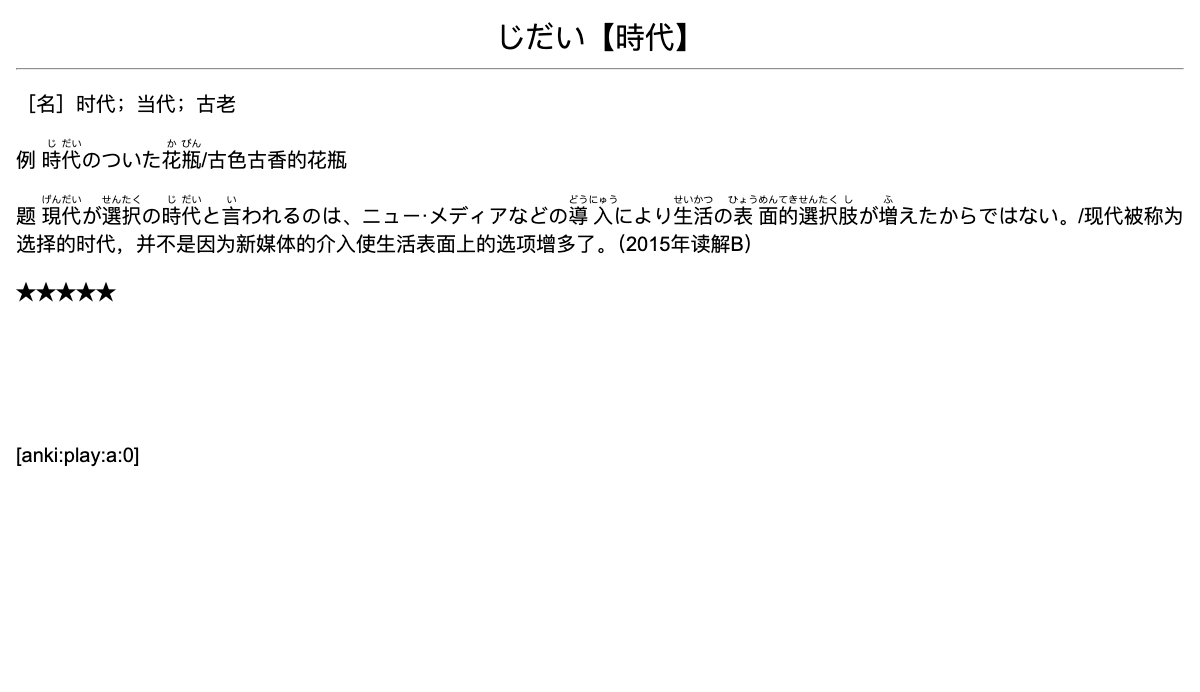 じだい【時代】
［名］时代；当代；古老
じ だい か びん
例 時代のついた花瓶/古色古香的花瓶
げんだい せんたく じ だい い どうにゅう せいかつ ひょうめんてきせんたく し ふ
题 現代が選択の時代と言われるのは、ニュー·メディアなどの導入により生活の表面的選択肢が増えたからではない。/现代被称为
选择的时代，并不是因为新媒体的介入使生活表面上的选项增多了。（2015年读解B）
★★★★★
[anki:play:a:0]